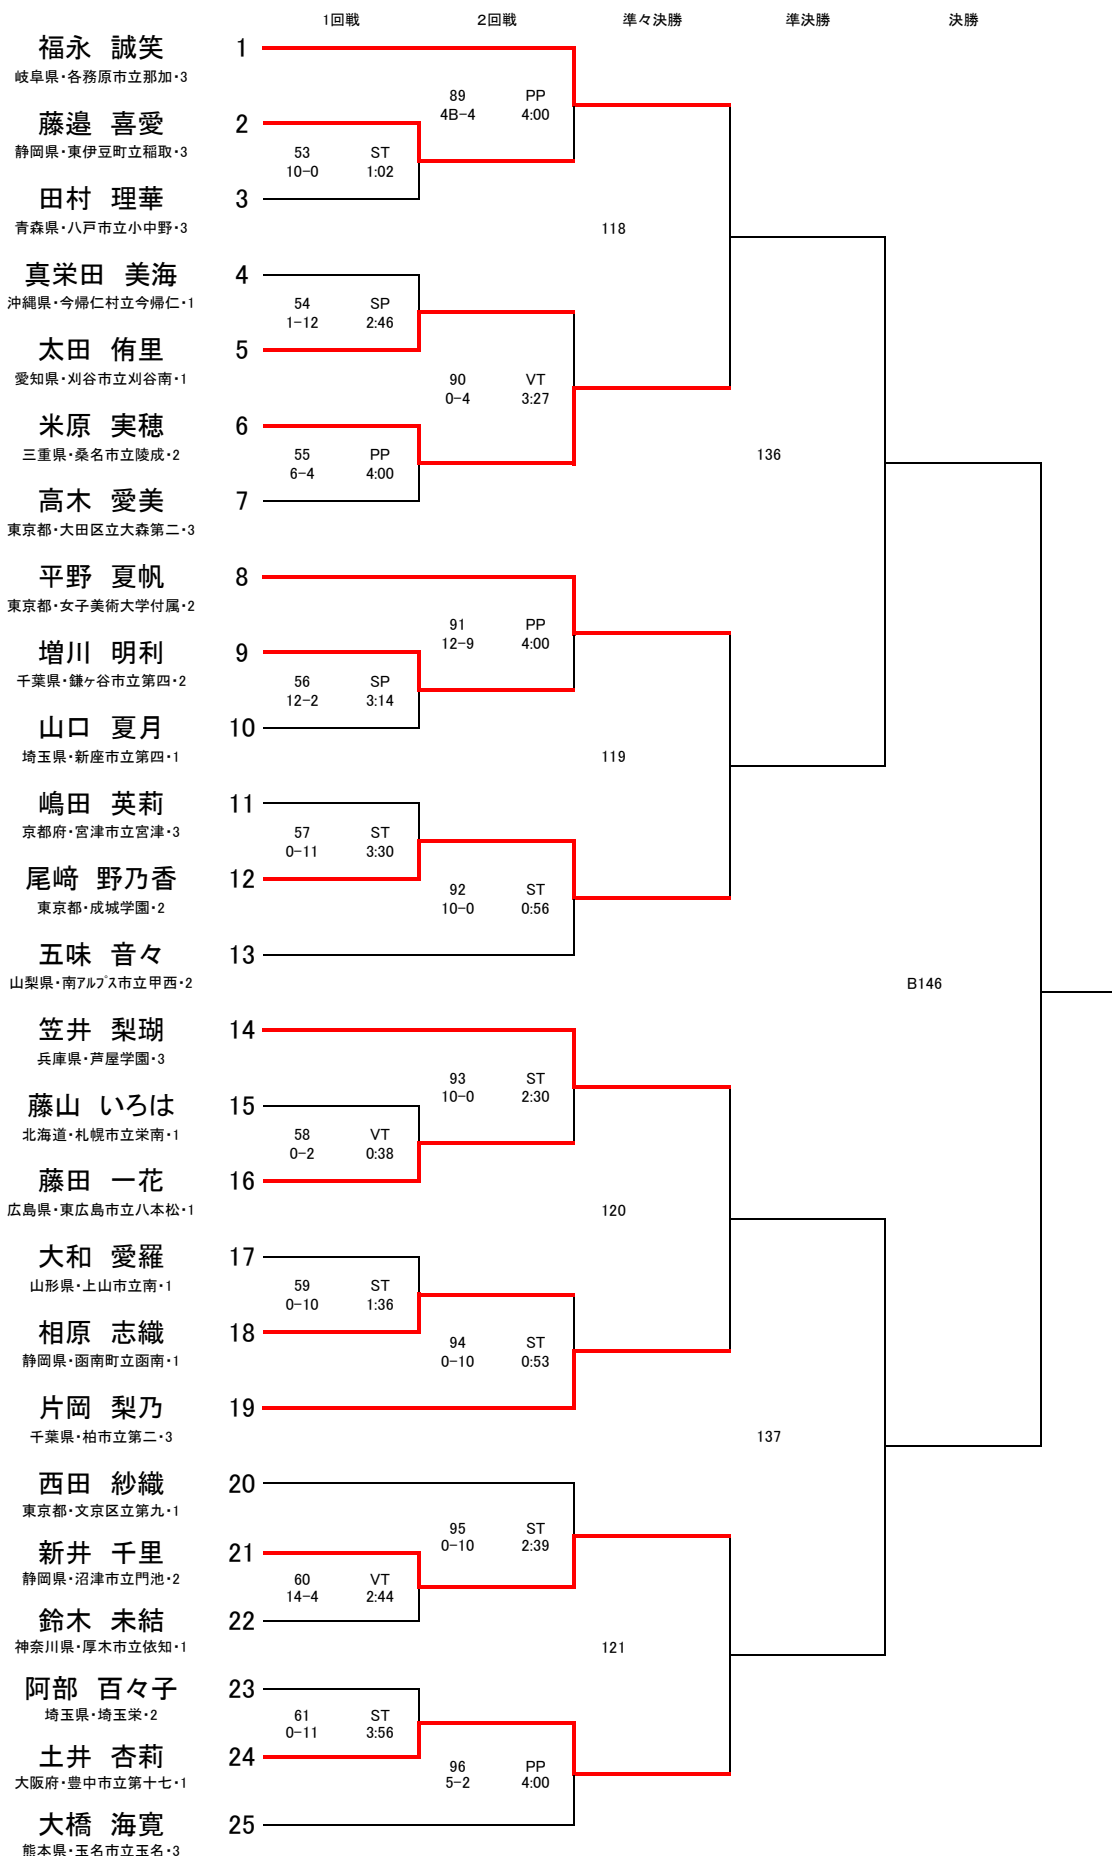 1回戦 2回戦 準々決勝 準決勝 決勝
福永 誠笑 1
岐阜県・各務原市立那加・3
89 PP
4B-4 4:00
藤邉 喜愛 2
静岡県・東伊豆町立稲取・3
53 ST
10-0 1:02
田村 理華 3
青森県・八戸市立小中野・3
118
真栄田 美海 4
沖縄県・今帰仁村立今帰仁・1
54 SP
1-12 2:46
太田 侑里 5
愛知県・刈谷市立刈谷南・1
90 VT
0-4 3:27
米原 実穂 6
三重県・桑名市立陵成・2
55 PP
6-4 4:00
136
高木 愛美 7
東京都・大田区立大森第二・3
平野 夏帆 8
東京都・女子美術大学付属・2
91 PP
12-9 4:00
増川 明利 9
千葉県・鎌ヶ谷市立第四・2
56 SP
12-2 3:14
山口 夏月 10
埼玉県・新座市立第四・1
119
嶋田 英莉 11
京都府・宮津市立宮津・3
57 ST
0-11 3:30
尾﨑 野乃香 12
東京都・成城学園・2
92 ST
10-0 0:56
五味 音々 13
山梨県・南アルプス市立甲西・2
B146
笠井 梨瑚 14
兵庫県・芦屋学園・3
93 ST
10-0 2:30
藤山 いろは 15
北海道・札幌市立栄南・1
58 VT
0-2 0:38
藤田 一花 16
広島県・東広島市立八本松・1
120
大和 愛羅 17
山形県・上山市立南・1
59 ST
0-10 1:36
相原 志織 18
静岡県・函南町立函南・1
94 ST
0-10 0:53
片岡 梨乃 19
千葉県・柏市立第二・3
137
西田 紗織 20
東京都・文京区立第九・1
95 ST
0-10 2:39
新井 千里 21
静岡県・沼津市立門池・2
60 VT
14-4 2:44
鈴木 未結 22
神奈川県・厚木市立依知・1
121
阿部 百々子 23
埼玉県・埼玉栄・2
61 ST
0-11 3:56
土井 杏莉 24
大阪府・豊中市立第十七・1
96 PP
5-2 4:00
大橋 海寛 25
熊本県・玉名市立玉名・3